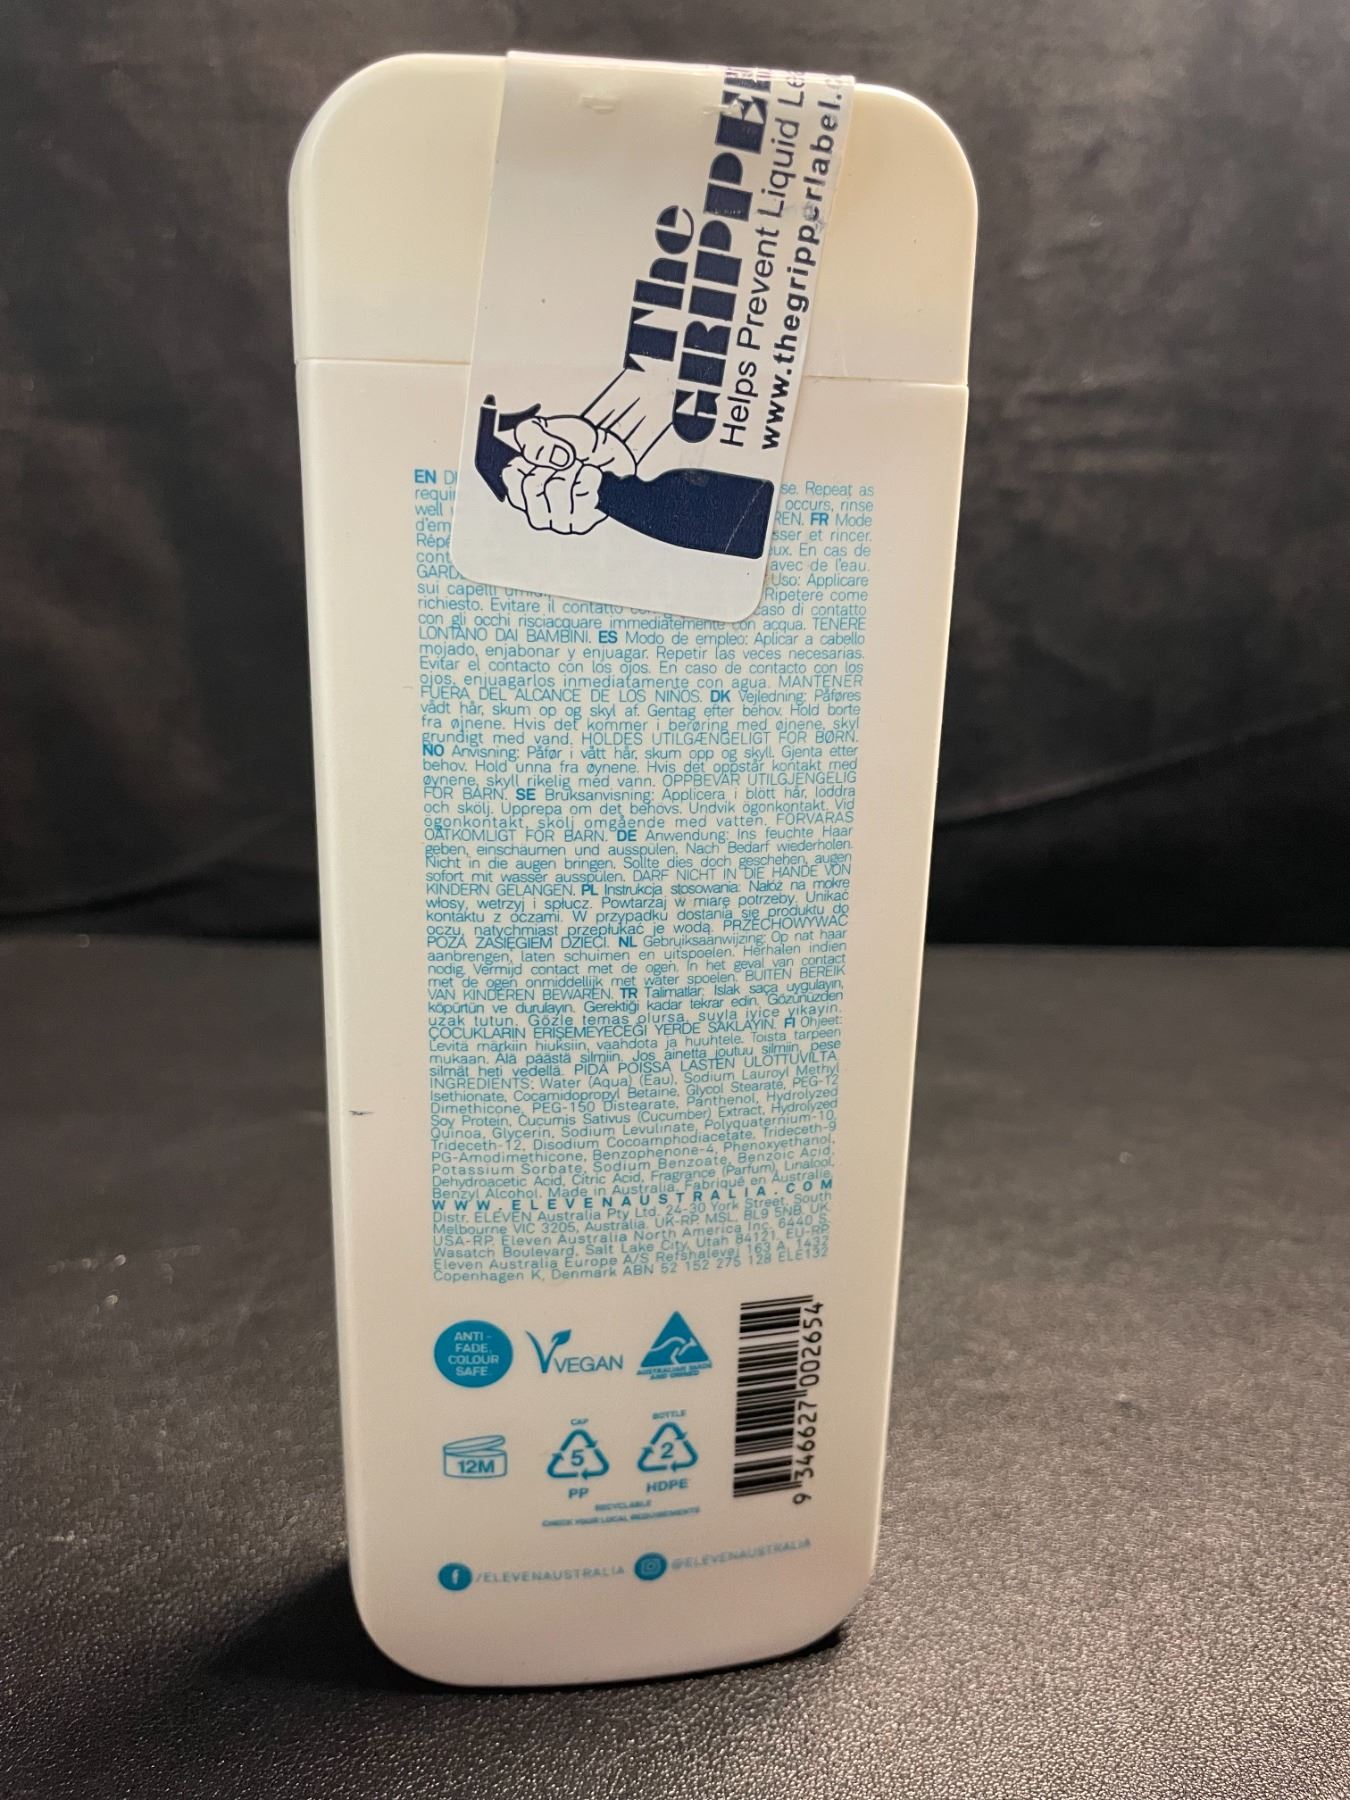 The
GRIPPE
Helps Prevent Liquid
www.thegripperlabel.
EN se. Repeat as
requi occurs, rinse
well REN. FR Mode
d'em sser et rincer.
Répé eux. En cas de
cont avec de l'eau.
GARD Uso: Applicare
sui capelli Ripetere come
richiesto. Evitare il contatto caso di contatto
con gli occhi risciacquare immediatemente con acqua. TENERE
LONTANO DAI BAMBINI. ES Modo de empleo: Aplicar a cabello
mojado, enjabonar y enjuagar. Repetir las veces necesarias.
Evitar el contacto con los ojos. En caso de contacto con los
ojos, enjuagarlos inmediatamente con agua. MANTENER
FUERA DEL ALCANCE DE LOS NINOS. DK Vejledning: Påføres
vådt hår, skum op og skyl af. Gentag efter behov. Hold borte
fra øjnene. Hvis det kommer i berøring med øjnene, skyl
grundigt med vand. HOLDES UTILGÆNGELIGT FOR BØRN.
NO Anvisning: Påfør i vått hår, skum opp og skyll. Gjenta etter
behov. Hold unna fra øynene. Hvis det oppstår kontakt med
øynene, skyll rikelig med vann. OPPBEVAR UTILGJENGELIG
FOR BARN. SE Bruksanvisning: Applicera i blött hår, löddra
och skölj. Upprepa om det behövs. Undvik ögonkontakt. Vid
ögonkontakt, skölj omgående med vatten. FÖRVARAS
OÅTKOMLIGT FÖR BARN. DE Anwendung: Ins feuchte Haar
geben, einschäumen und ausspülen. Nach Bedarf wiederholen.
Nicht in die augen bringen. Sollte dies doch geschehen, augen
sofort mit wasser ausspülen. DARF NICHT IN DIE HÄNDE VON
KINDERN GELANGEN. PL Instrukcja stosowania: Nałóż na mokre
włosy, wetrzyj i spłucz. Powtarzaj w miarę potrzeby. Unikać
kontaktu z oczami. W przypadku dostania się produktu do
oczu, natychmiast przepłukać je wodą. PRZECHOWYWAĆ
POZA ZASIĘGIEM DZIECI. NL Gebruiksaanwijzing: Op nat haar
aanbrengen, laten schuimen en uitspoelen. Herhalen indien
nodig. Vermijd contact met de ogen. In het geval van contact
met de ogen onmiddellijk met water spoelen. BUITEN BEREIK
VAN KINDEREN BEWAREN. TR Talimatlar: Islak saça uygulayın,
köpürtün ve durulayın. Gerektiği kadar tekrar edin. Gözünüzden
uzak tutun. Gözle temas olursa, suyla iyice yıkayın.
ÇOCUKLARIN ERİŞEMEYECEĞİ YERDE SAKLAYIN. FI Ohjeet:
Levitä märkiin hiuksiin, vaahdota ja huuhtele. Toista tarpeen
mukaan. Älä päästä silmiin. Jos ainetta joutuu silmiin, pese
silmät heti vedellä. PIDÄ POISSA LASTEN ULOTTUVILTA.
INGREDIENTS: Water (Aqua) (Eau), Sodium Lauroyl Methyl
Isethionate, Cocamidopropyl Betaine, Glycol Stearate, PEG-12
Dimethicone, PEG-150 Distearate, Panthenol, Hydrolyzed
Soy Protein, Cucumis Sativus (Cucumber) Extract, Hydrolyzed
Quinoa, Glycerin, Sodium Levulinate, Polyquaternium-10,
Trideceth-12, Disodium Cocoamphodiacetate, Trideceth-9
PG-Amodimethicone, Benzophenone-4, Phenoxyethanol,
Potassium Sorbate, Sodium Benzoate, Benzoic Acid,
Dehydroacetic Acid, Citric Acid, Fragrance (Parfum), Linalool,
Benzyl Alcohol. Made in Australia. Fabriqué en Australie.
WWW.ELEVENAUSTRALIA.COM
Distr. ELEVEN Australia Pty Ltd. 24-30 York Street, South
Melbourne VIC 3205, Australia. UK-RP. MSL, BL9 5NB, UK.
USA-RP Eleven Australia North America Inc, 6440 S.
Wasatch Boulevard, Salt Lake City, Utah 84121. EU-RP
Eleven Australia Europe A/S Refshalevej 163 A, 1432
Copenhagen K, Denmark ABN 52 152 275 128 ELE132
ANTI-
FADE,
COLOUR
SAFE
VEGAN
AUSTRALIAN MADE
AND OWNED
12M
CAP
5
PP
BOTTLE
2
HDPE
RECYCLABLE
CHECK YOUR LOCAL REQUIREMENTS
9 346627 002654
/ELEVENAUSTRALIA
@ELEVENAUSTRALIA